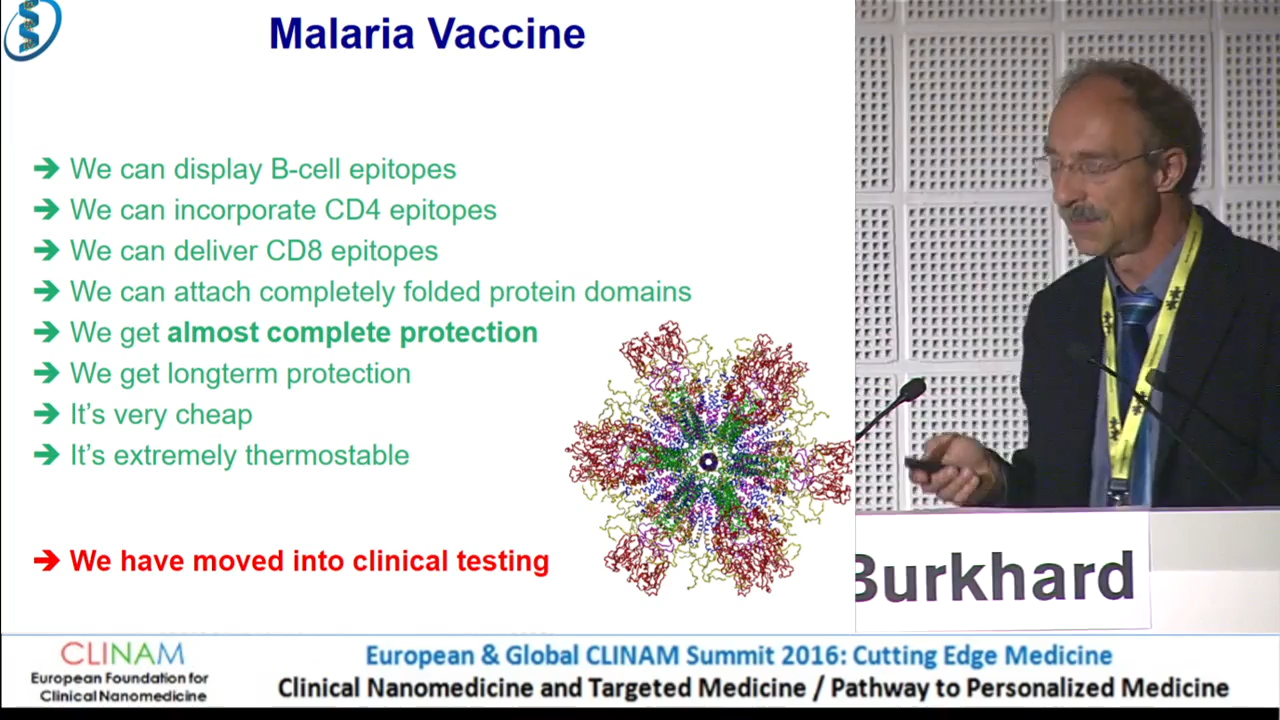 Malaria Vaccine
➔ We can display B-cell epitopes
➔ We can incorporate CD4 epitopes
➔ We can deliver CD8 epitopes
➔ We can attach completely folded protein domains
➔ We get almost complete protection
➔ We get longterm protection
➔ It's very cheap
➔ It's extremely thermostable
➔ We have moved into clinical testing
Burkhard
CLINAM
European Foundation for
Clinical Nanomedicine
European & Global CLINAM Summit 2016: Cutting Edge Medicine
Clinical Nanomedicine and Targeted Medicine / Pathway to Personalized Medicine